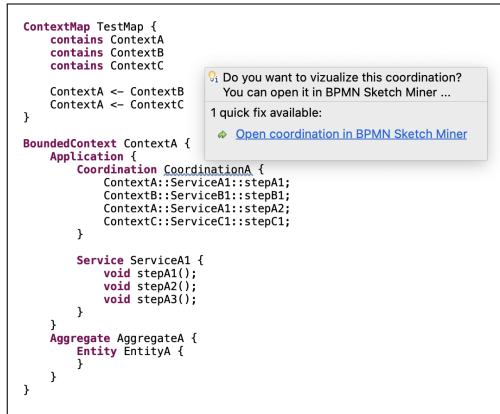 ContextMap TestMap {
contains ContextA
contains ContextB
contains ContextC
ContextA <- ContextB
ContextA <- ContextC
}
Do you want to vizualize this coordination?
You can open it in BPMN Sketch Miner ...
1 quick fix available:
Open coordination in BPMN Sketch Miner
BoundedContext ContextA {
Application {
Coordination CoordinationA {
ContextA::ServiceA1::stepA1;
ContextB::ServiceB1::stepB1;
ContextA::ServiceA1::stepA2;
ContextC::ServiceC1::stepC1;
}
Service ServiceA1 {
void stepA1();
void stepA2();
void stepA3();
}
}
Aggregate AggregateA {
Entity EntityA {
}
}
}